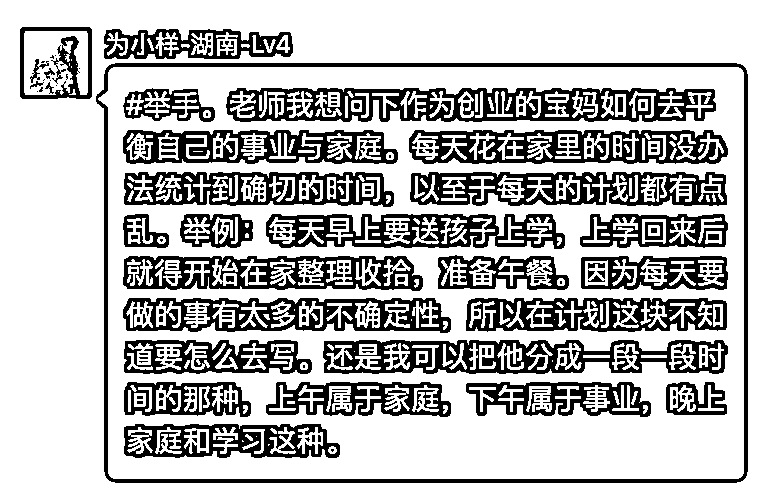 为小样-湖南-Lv4
#举手。老师我想问下作为创业的宝妈如何去平
衡自己的事业与家庭。每天花在家里的时间没办
法统计到确切的时间，以至于每天的计划都有点
乱。举例：每天早上要送孩子上学，上学回来后
就得开始在家整理收拾，准备午餐。因为每天要
做的事有太多的不确定性，所以在计划这块不知
道要怎么去写。还是我可以把他分成一段一段时
间的那种，上午属于家庭，下午属于事业，晚上
家庭和学习这种。